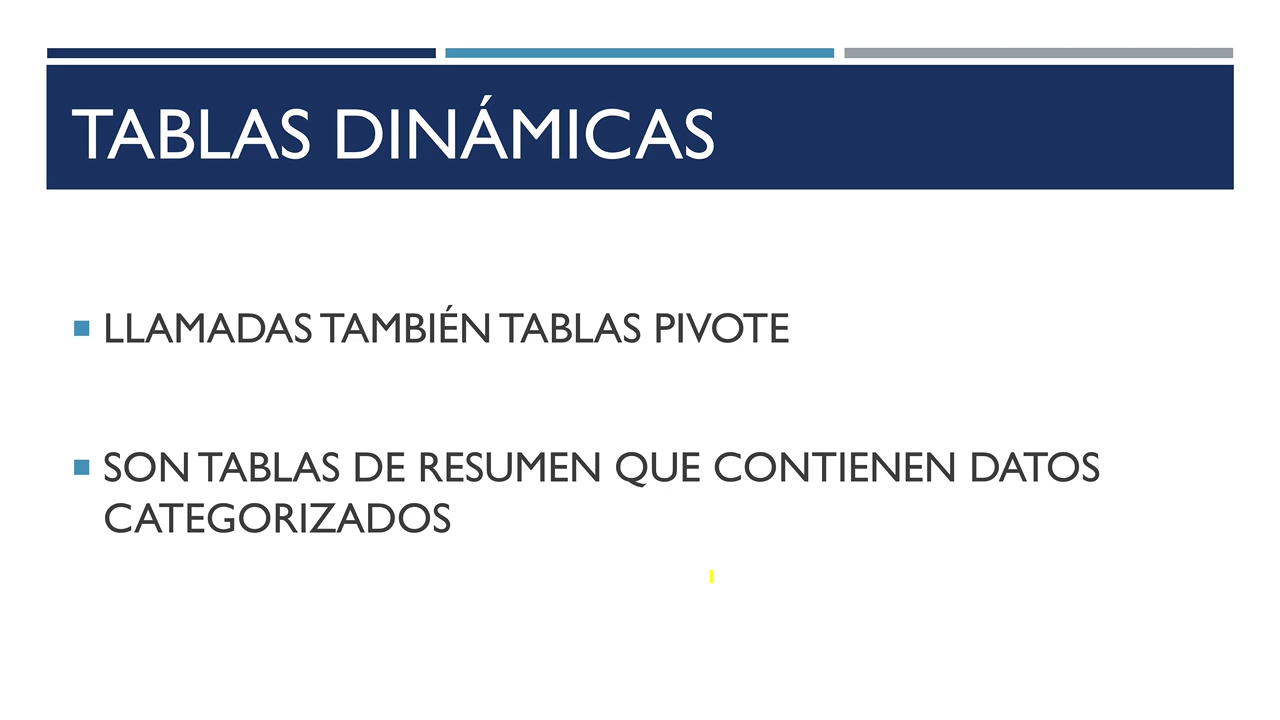 TABLAS DINÁMICAS
LLAMADAS TAMBIÉN TABLAS PIVOTE
SON TABLAS DE RESUMEN QUE CONTIENEN DATOS
CATEGORIZADOS